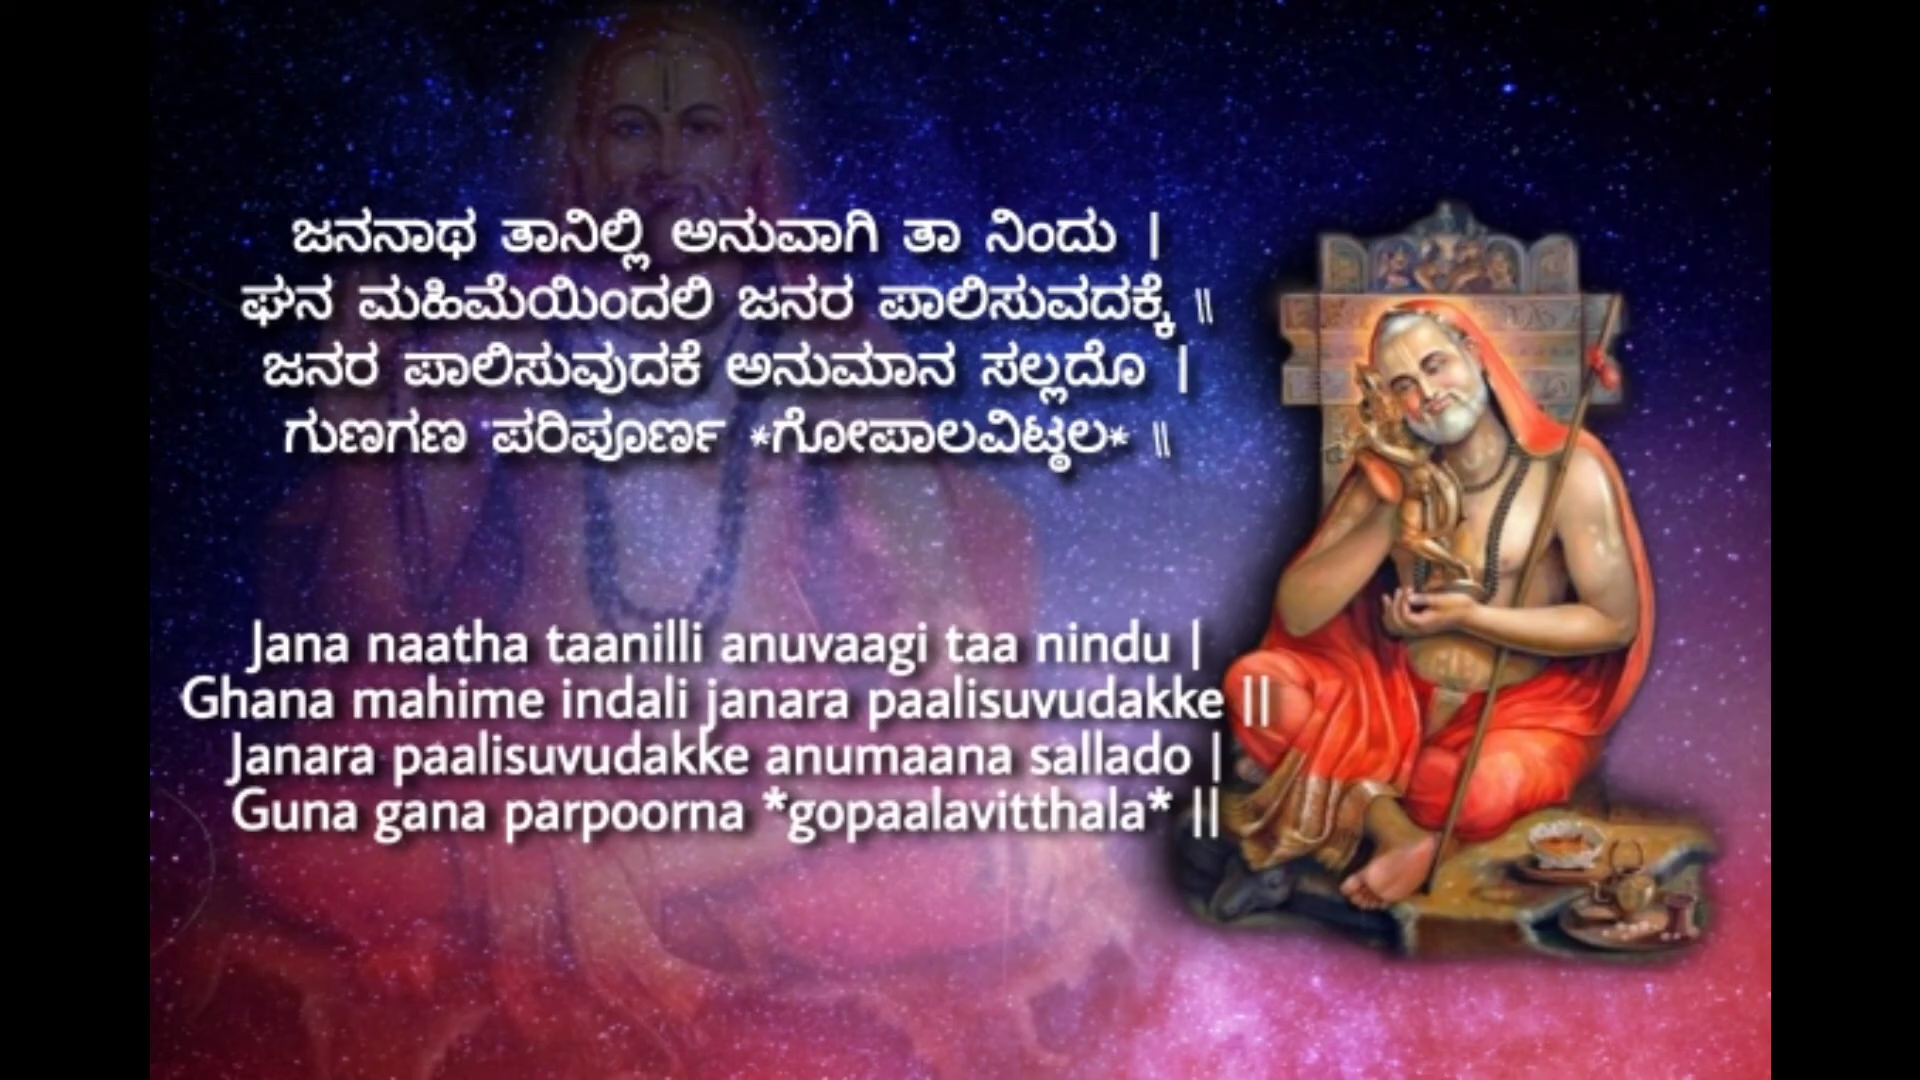 ಜನನಾಥ ತಾನಿಲ್ಲಿ ಅನುವಾಗಿ ತಾ ನಿಂದು |
ಘನ ಮಹಿಮೆಯಿಂದಲಿ ಜನರ ಪಾಲಿಸುವದಕ್ಕೆ ||
ಜನರ ಪಾಲಿಸುವುದಕೆ ಅನುಮಾನ ಸಲ್ಲದೊ |
ಗುಣಗಣ ಪರಿಪೂರ್ಣ *ಗೋಪಾಲವಿಟ್ಠಲ* ||
Jana naatha taanilli anuvaagi taa nindu |
Ghana mahime indali janara paalisuvudakke ||
Janara paalisuvudakke anumaana sallado |
Guna gana parpoorna *gopaalavitthala* ||